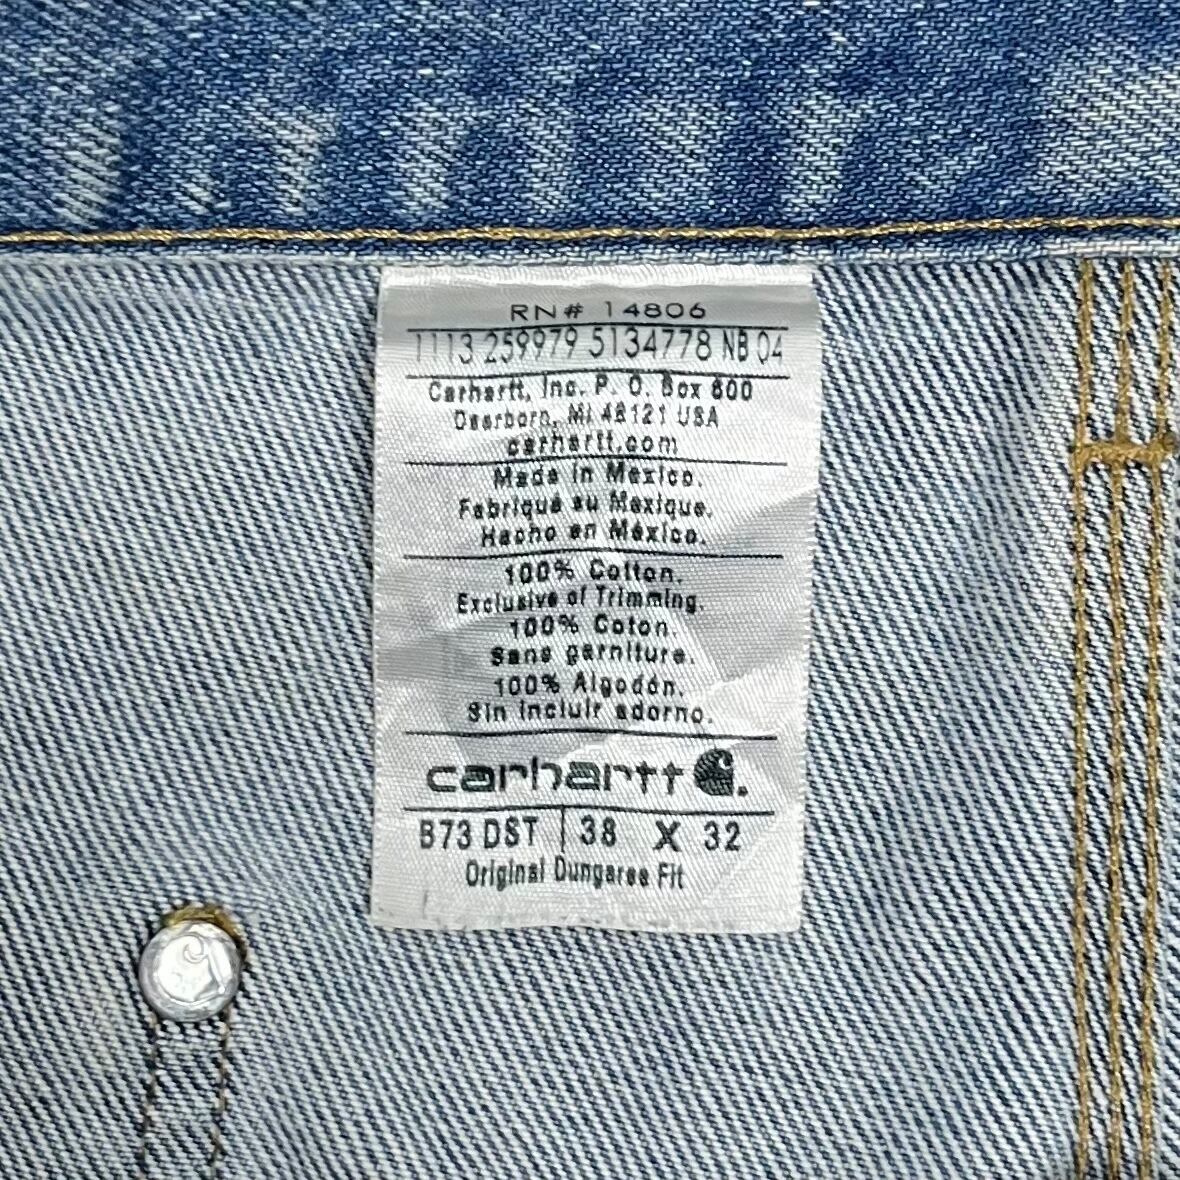 RN# 14806
1113 259979 5134778 NB 04
Carhartt, Inc. P. O. Box 600
Dearborn, MI 48121 USA
carhartt.com
Made in Mexico.
Fabriqué au Mexique.
Hecho en México.
100% Cotton.
Exclusive of Trimming.
100% Coton.
Sans garniture.
100% Algodón.
Sin incluir adorno.
carhartt
B73 DST | 38 X 32
Original Dungaree Fit